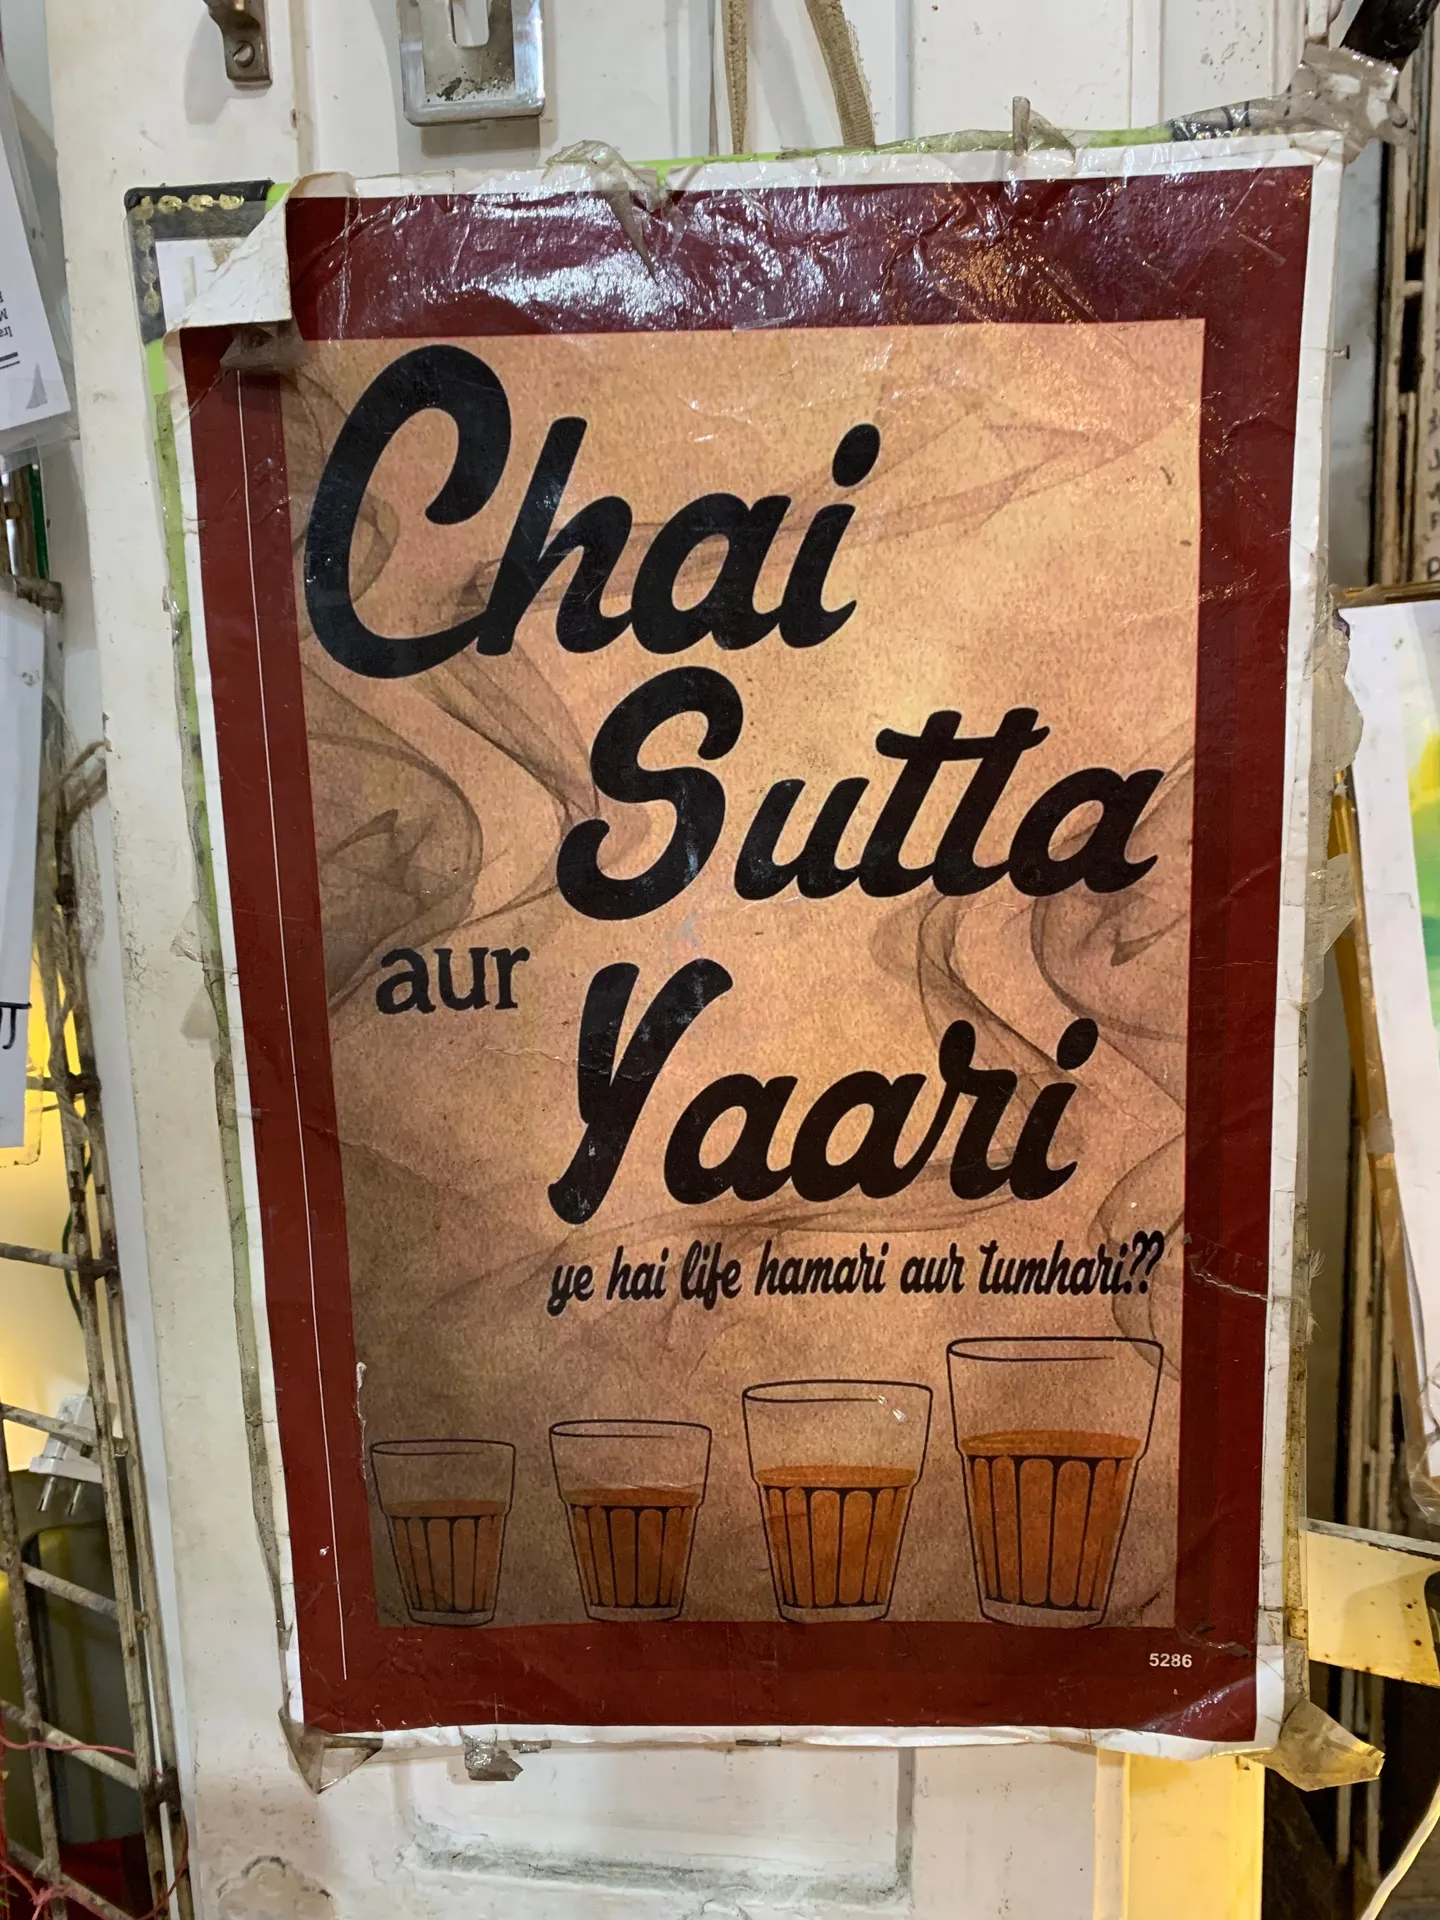 Chai
Sutta
aur Yaari
ye hai life hamari aur tumhari??
5286